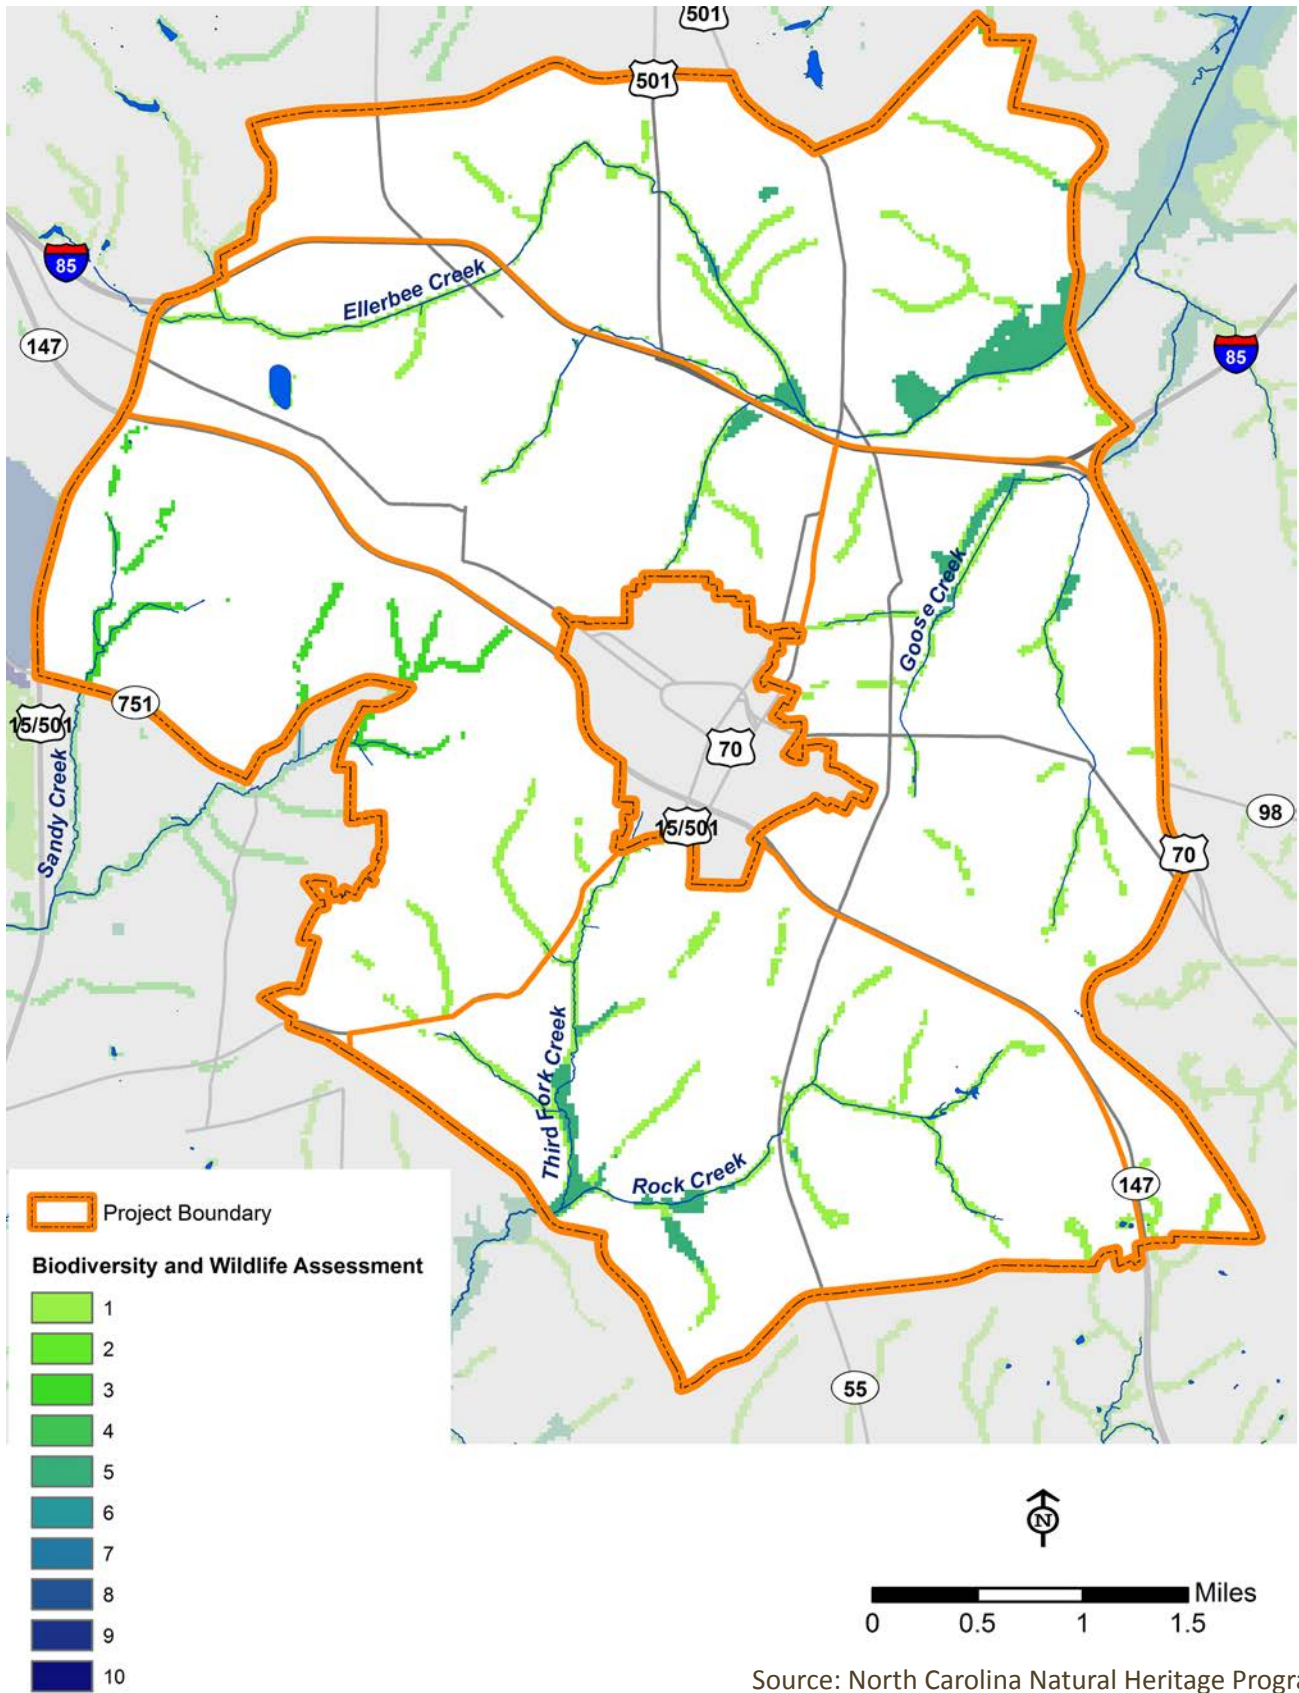 501
501
85
Ellerbee Creek
147
85
Goose Creek
751
15/501
70
Sandy Creek
15/501
98
70
Third Fork Creek
Rock Creek
147
55
Project Boundary
Biodiversity and Wildlife Assessment
1
2
3
4
5
6
7
8
9
10
N
Miles
0 0.5 1 1.5
Source: North Carolina Natural Heritage Progra